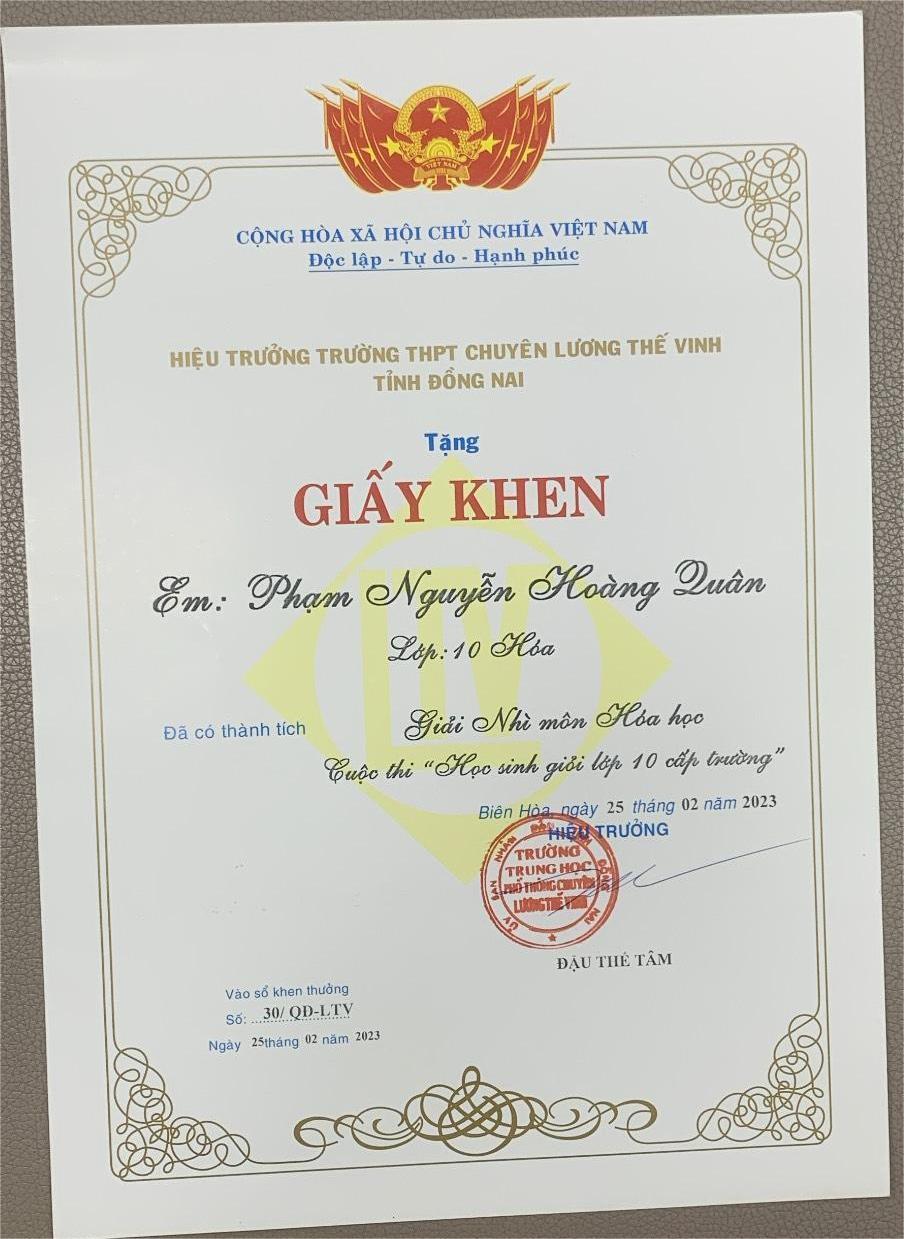 VIỆT NAM
CỘNG HÒA XÃ HỘI CHỦ NGHĨA VIỆT NAM
Độc lập - Tự do - Hạnh phúc
HIỆU TRƯỞNG TRƯỜNG THPT CHUYÊN LƯƠNG THẾ VINH
TỈNH ĐỒNG NAI
Tặng
GIẤY KHEN
Em: Phạm Nguyễn Hoàng Quân
Lớp: 10 Hóa
LTV
Đã có thành tích Giải Nhì môn Hóa học
Cuộc thi "Học sinh giỏi lớp 10 cấp trường"
Biên Hòa, ngày 25 tháng 02 năm 2023
HIỆU TRƯỞNG
ỦY BAN NHÂN DÂN TỈNH ĐỒNG NAI
TRƯỜNG
TRUNG HỌC
PHỔ THÔNG CHUYÊN
LƯƠNG THẾ VINH
ĐẬU THẾ TÂM
Vào sổ khen thưởng
Số: 30/ QĐ-LTV
Ngày 25tháng 02 năm 2023